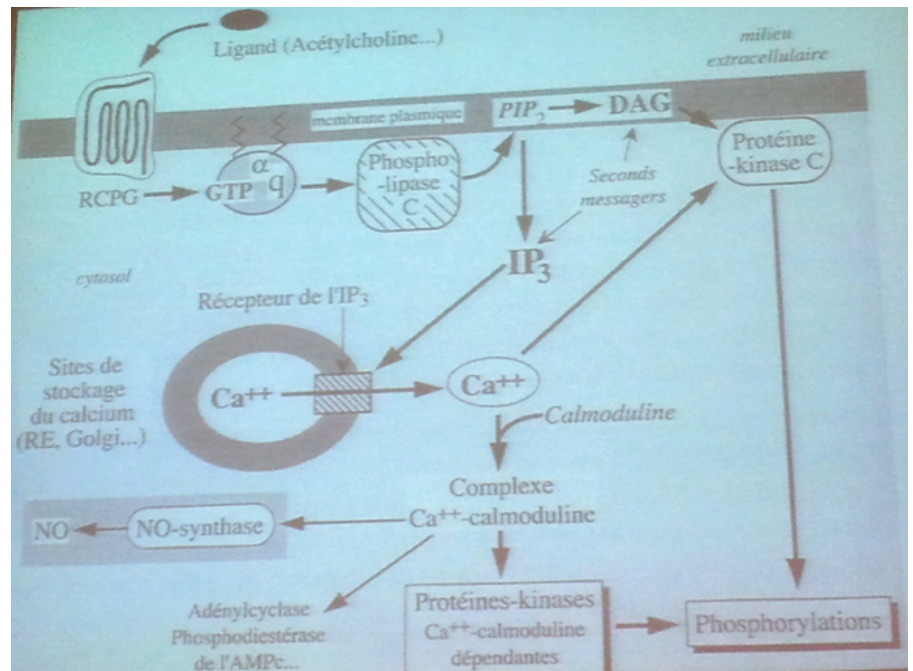 Ligand (Acétylcholine...)
milieu
extracellulaire
membrane plasmique
PIP2
DAG
Protéine
-kinase C
RCPG
GTP
α
q
Phospho
-lipase
C
Seconds
messagers
IP3
cytosol
Récepteur de l'IP3
Sites de
stockage
du calcium
(RE, Golgi...)
Ca++
Ca++
Calmoduline
Complexe
Ca++-calmoduline
NO
NO-synthase
Adénylcyclase
Phosphodiestérase
de l'AMPc...
Protéines-kinases
Ca++-calmoduline
dépendantes
Phosphorylations